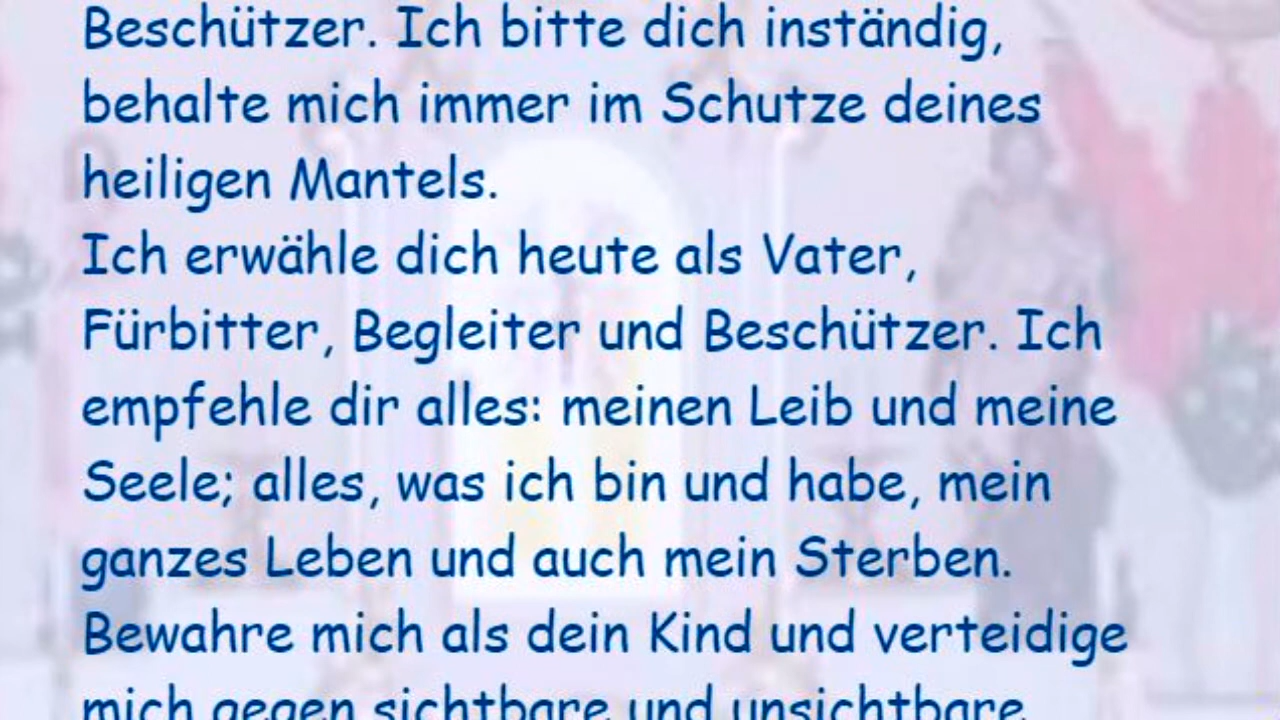 Beschützer. Ich bitte dich inständig,
behalte mich immer im Schutze deines
heiligen Mantels.
Ich erwähle dich heute als Vater,
Fürbitter, Begleiter und Beschützer. Ich
empfehle dir alles: meinen Leib und meine
Seele; alles, was ich bin und habe, mein
ganzes Leben und auch mein Sterben.
Bewahre mich als dein Kind und verteidige
mich gegen sichtbare und unsichtbare